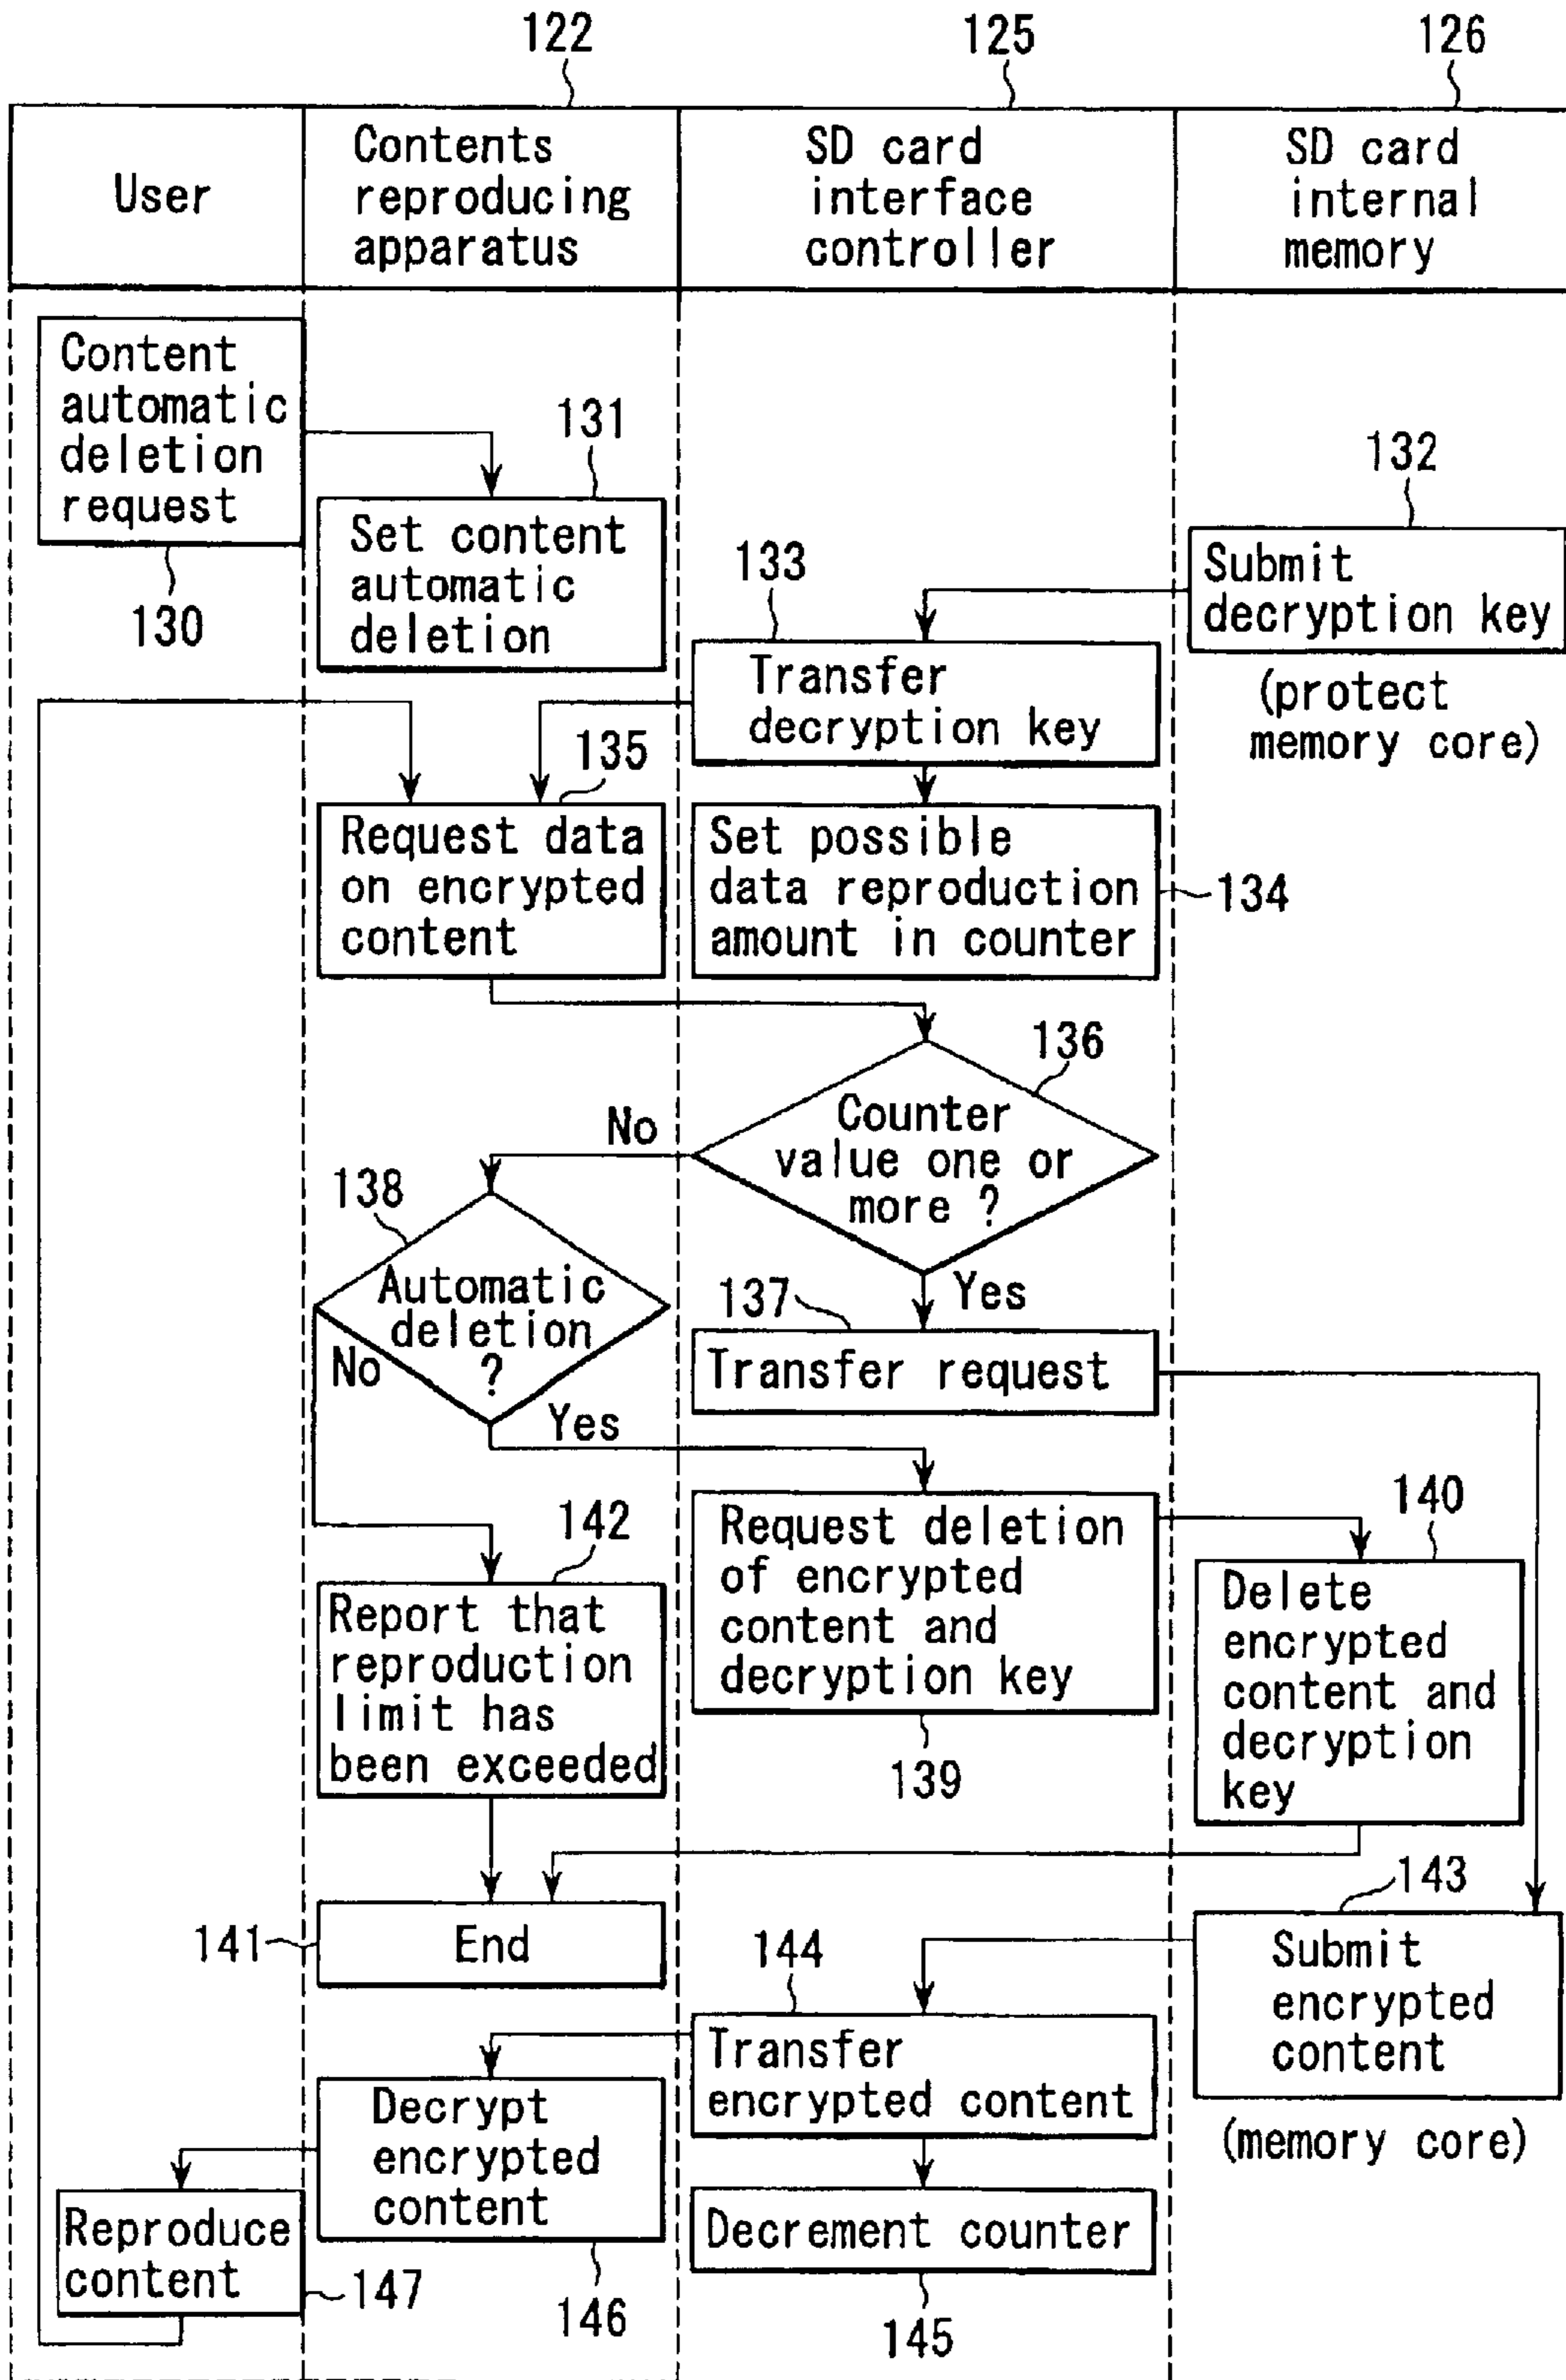 122
125
126
User
Contents
reproducing
apparatus
SD card
interface
controller
SD card
internal
memory
Content
automatic
deletion
request
130
131
Set content
automatic
deletion
132
Submit
decryption key
(protect
memory core)
133
Transfer
decryption key
135
Request data
on encrypted
content
Set possible
data reproduction
amount in counter
134
136
Counter
value one or
more ?
No
Yes
138
Automatic
deletion
?
No
Yes
137
Transfer request
142
Report that
reproduction
limit has
been exceeded
Request deletion
of encrypted
content and
decryption key
139
140
Delete
encrypted
content and
decryption
key
141
End
143
Submit
encrypted
content
(memory core)
144
Transfer
encrypted content
Decrypt
encrypted
content
146
Decrement counter
145
Reproduce
content
147